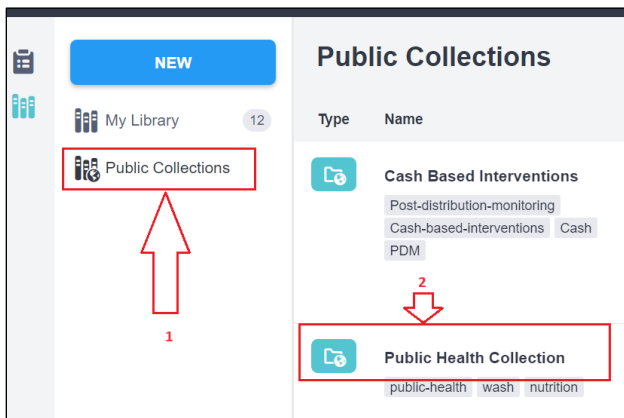 NEW
My Library 12
Public Collections
1
Public Collections
Type Name
Cash Based Interventions
Post-distribution-monitoring
Cash-based-interventions Cash
PDM
2
Public Health Collection
public-health wash nutrition